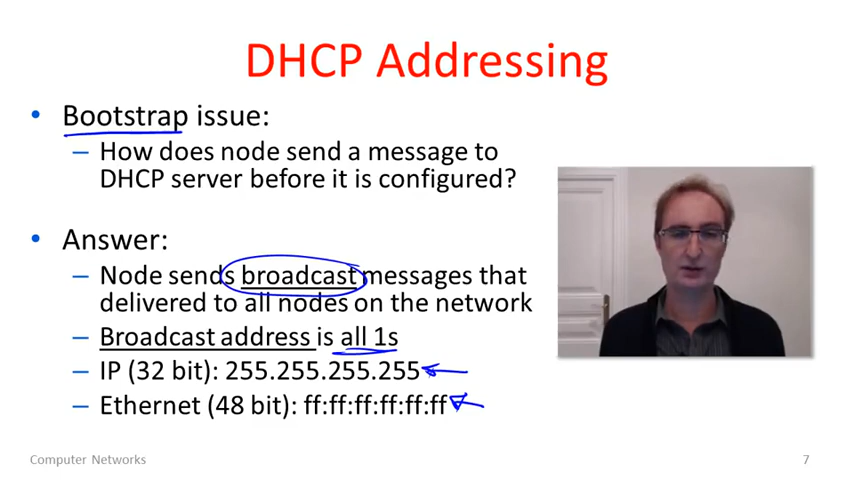 DHCP Addressing
• Bootstrap issue:
– How does node send a message to
DHCP server before it is configured?
• Answer:
– Node sends broadcast messages that
delivered to all nodes on the network
– Broadcast address is all 1s
– IP (32 bit): 255.255.255.255
– Ethernet (48 bit): ff:ff:ff:ff:ff:ff
Computer Networks
7